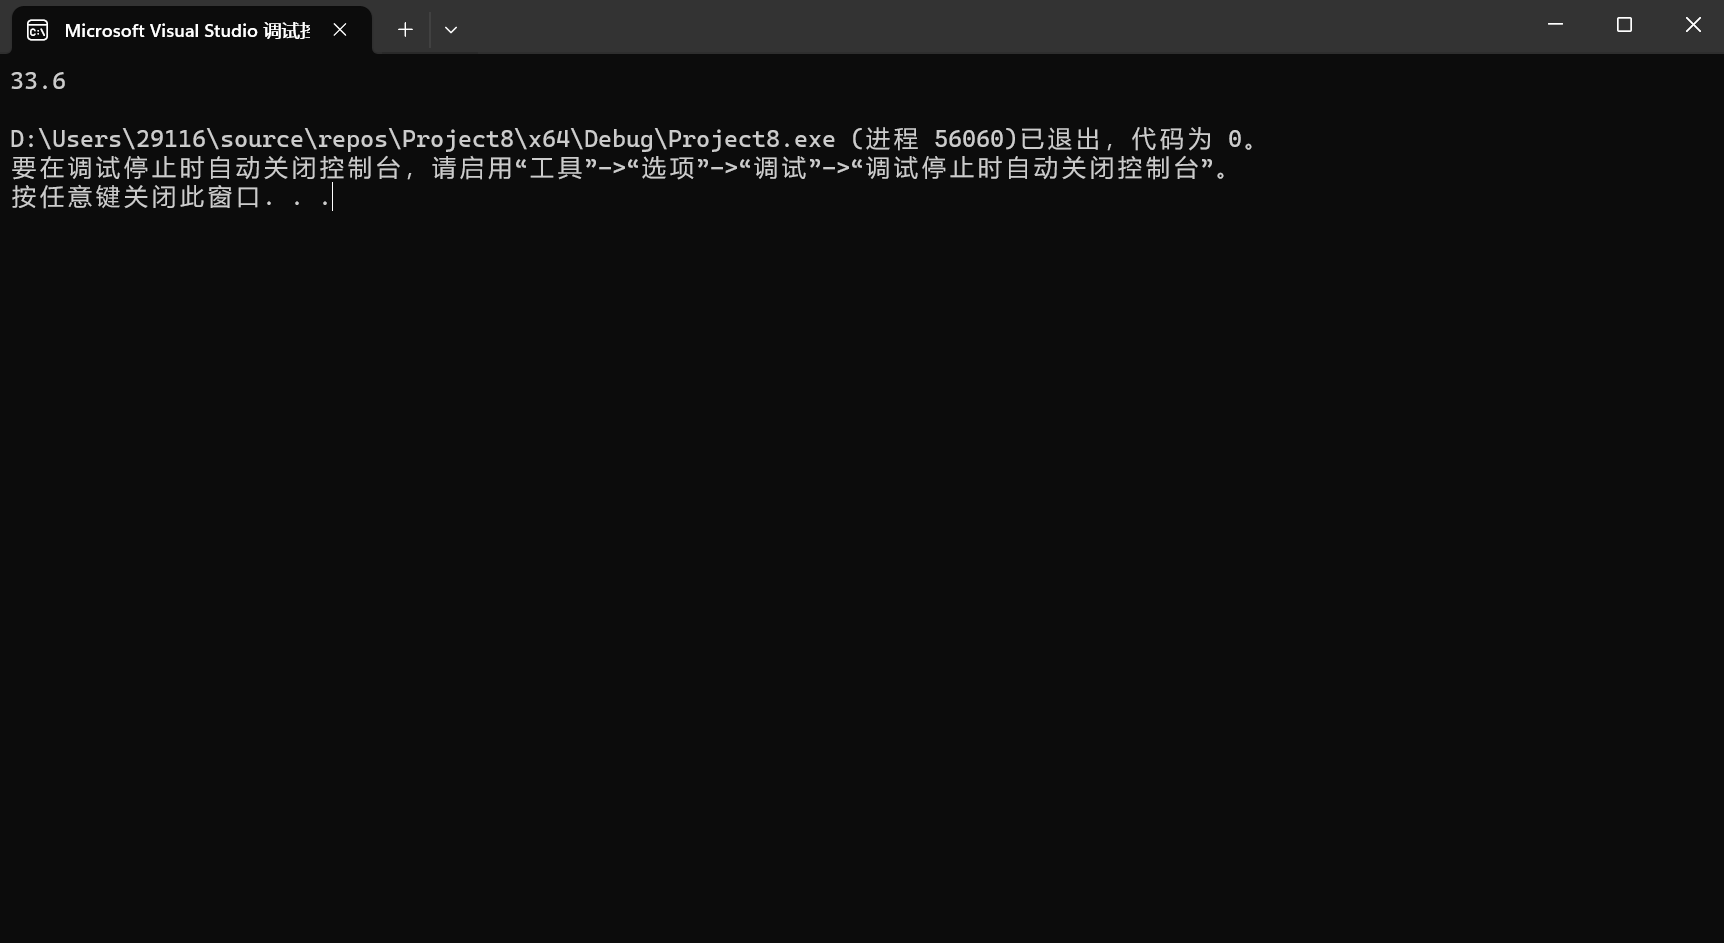 Microsoft Visual Studio 调试
33.6
D:\Users\29116\source\repos\Project8\x64\Debug\Project8.exe (进程 56060)已退出，代码为 0。
要在调试停止时自动关闭控制台，请启用“工具”->“选项”->“调试”->“调试停止时自动关闭控制台”。
按任意键关闭此窗口. . .